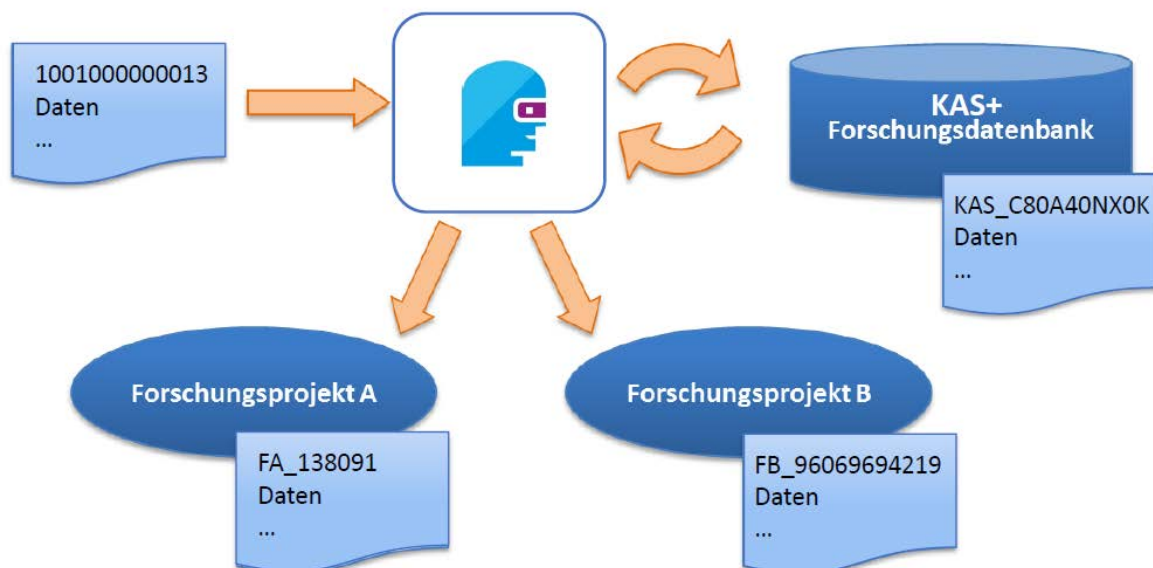 1001000000013
Daten
...
KAS+
Forschungsdatenbank
KAS_C80A40NX0K
Daten
...
Forschungsprojekt A
FA_138091
Daten
...
Forschungsprojekt B
FB_96069694219
Daten
...